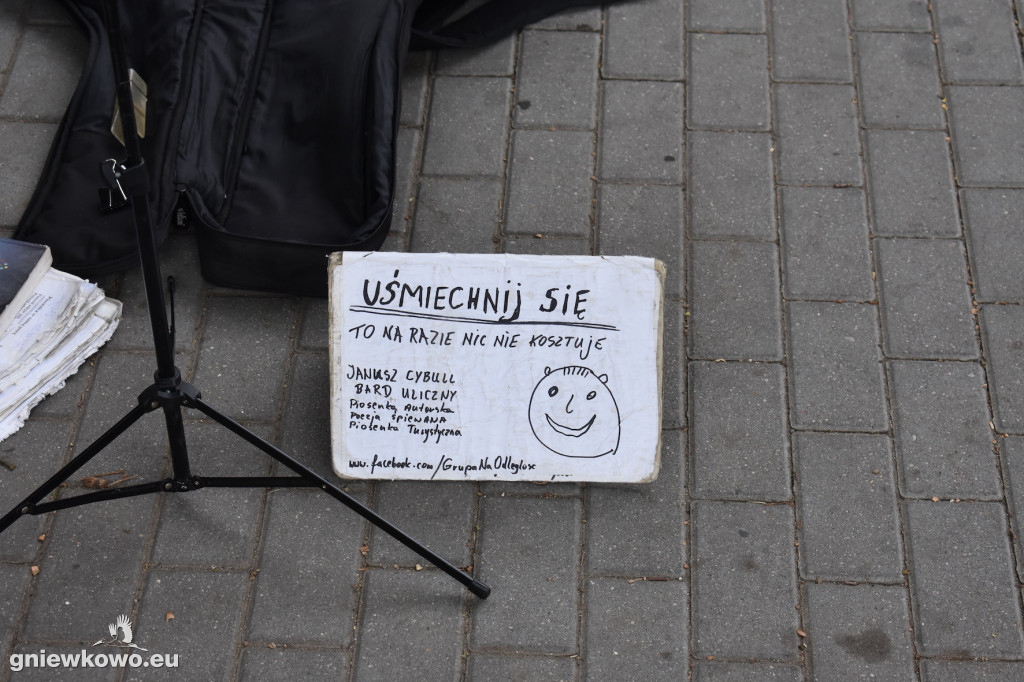 UŚMIECHNIJ SIĘ
TO NA RAZIE NIC NIE KOSZTUJE
JANUSZ CYBULL
BARD ULICZNY
Piosenka Autorska
Poezja śpiewana
Piosenka Turystyczna
www.facebook.com/GrupaNaOdleglosc
gniewkowo.eu